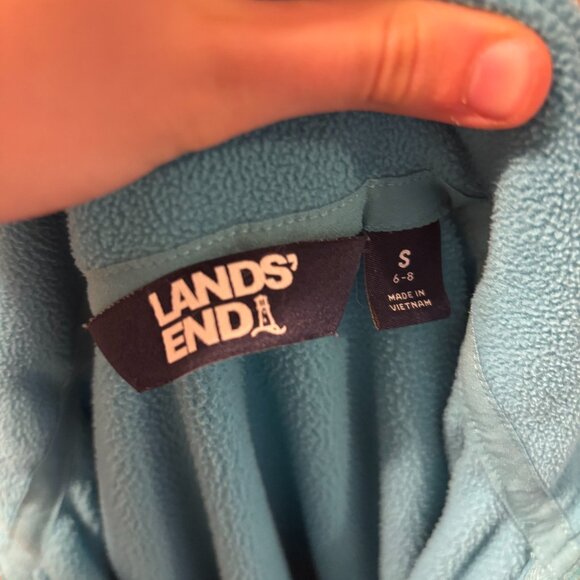 LANDS'
END
S
6-8
MADE IN
VIETNAM